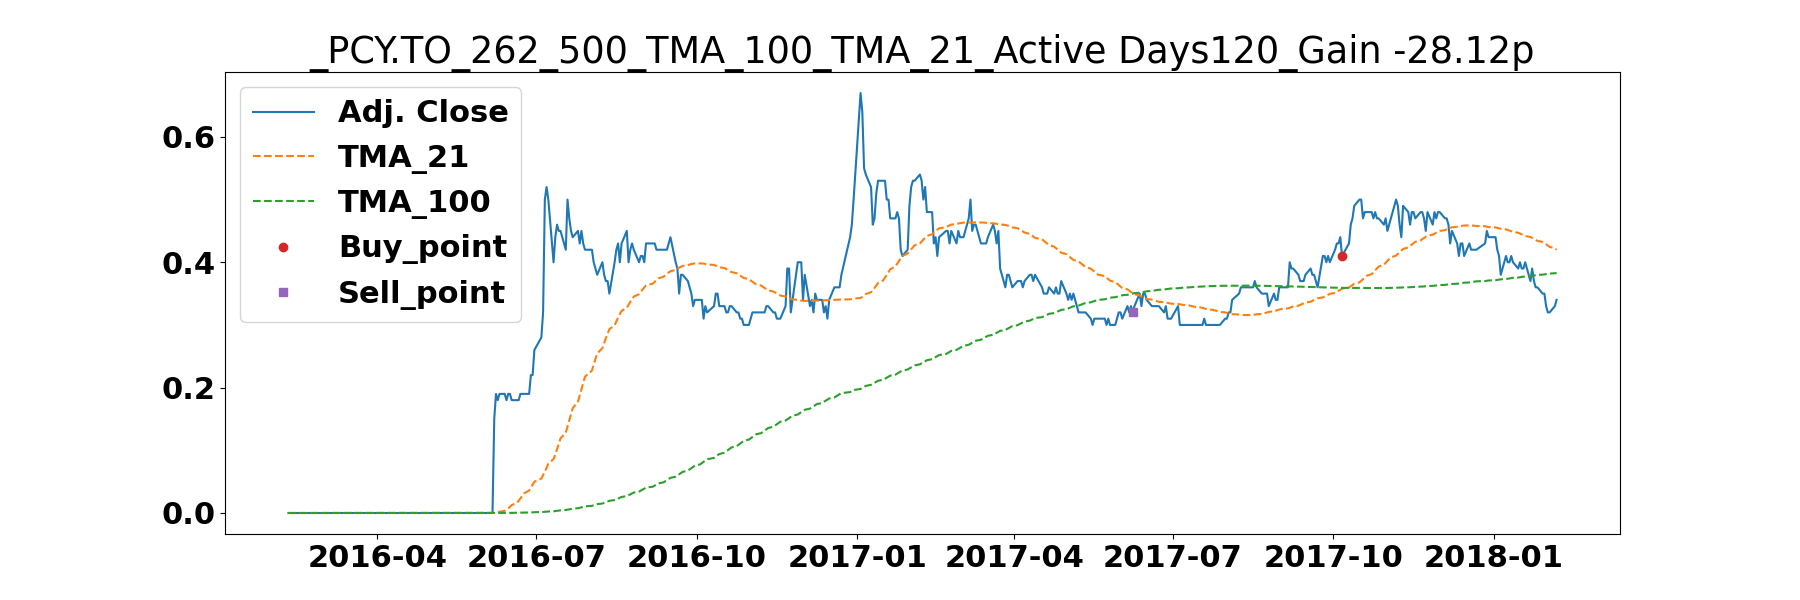 _PCY.TO_262_500_TMA_100_TMA_21_Active Days120_Gain -28.12p
Adj. Close
TMA_21
TMA_100
Buy_point
Sell_point
0.6
0.4
0.2
0.0
2016-04 2016-07 2016-10 2017-01 2017-04 2017-07 2017-10 2018-01